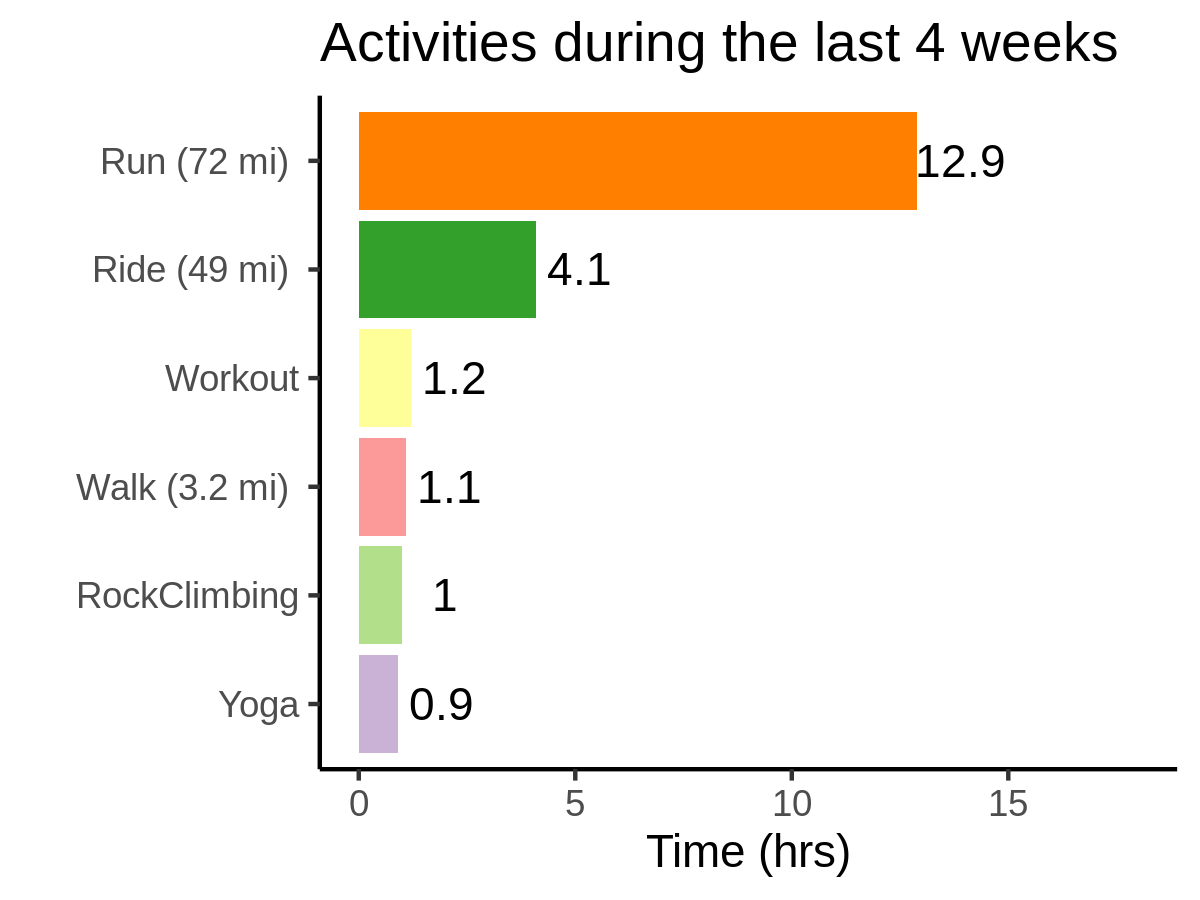 Activities during the last 4 weeks
Run (72 mi) 12.9
Ride (49 mi) 4.1
Workout 1.2
Walk (3.2 mi) 1.1
RockClimbing 1
Yoga 0.9
0 5 10 15
Time (hrs)